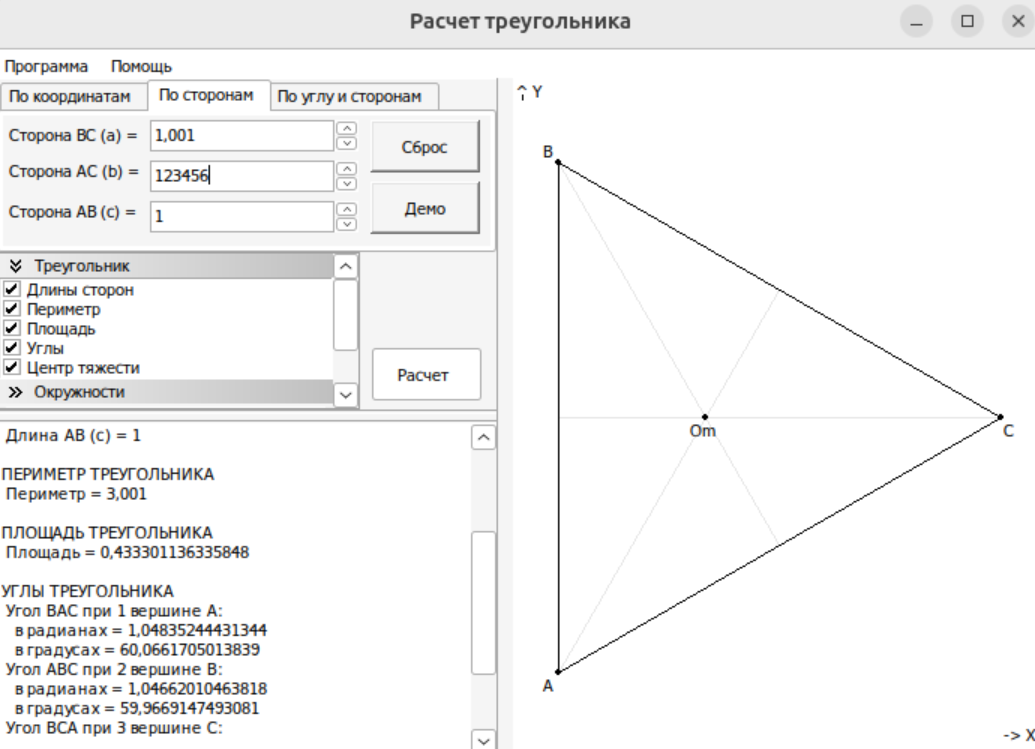 Расчет треугольника
Программа Помощь
По координатам По сторонам По углу и сторонам
Сторона BC (a) = 1,001
Сторона AC (b) = 123456
Сторона AB (c) = 1
Сброс
Демо
Треугольник
Длины сторон
Периметр
Площадь
Углы
Центр тяжести
Окружности
Расчет
Длина AB (c) = 1
ПЕРИМЕТР ТРЕУГОЛЬНИКА
Периметр = 3,001
ПЛОЩАДЬ ТРЕУГОЛЬНИКА
Площадь = 0,433301136335848
УГЛЫ ТРЕУГОЛЬНИКА
Угол BAC при 1 вершине A:
в радианах = 1,04835244431344
в градусах = 60,0661705013839
Угол ABC при 2 вершине B:
в радианах = 1,04662010463818
в градусах = 59,9669147493081
Угол BCA при 3 вершине C:
Y
B
Om
C
A
-> X